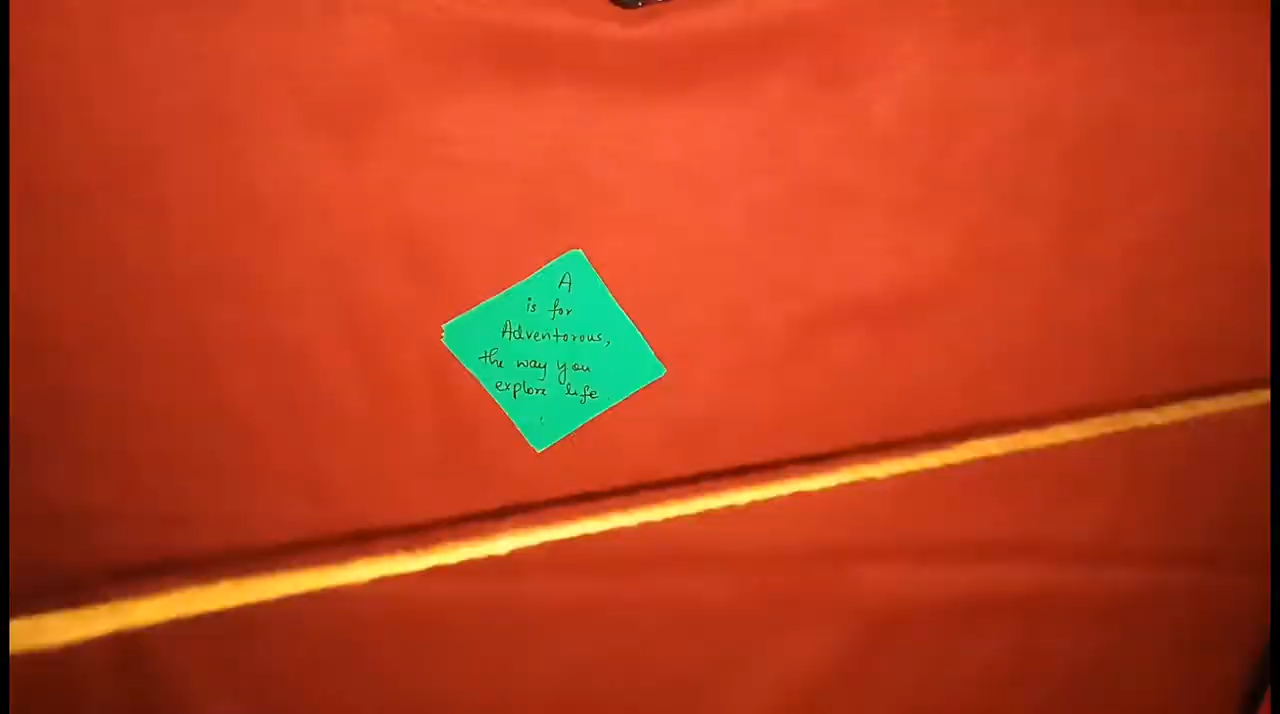 A
is for
Adventorous,
the way you
explore life.